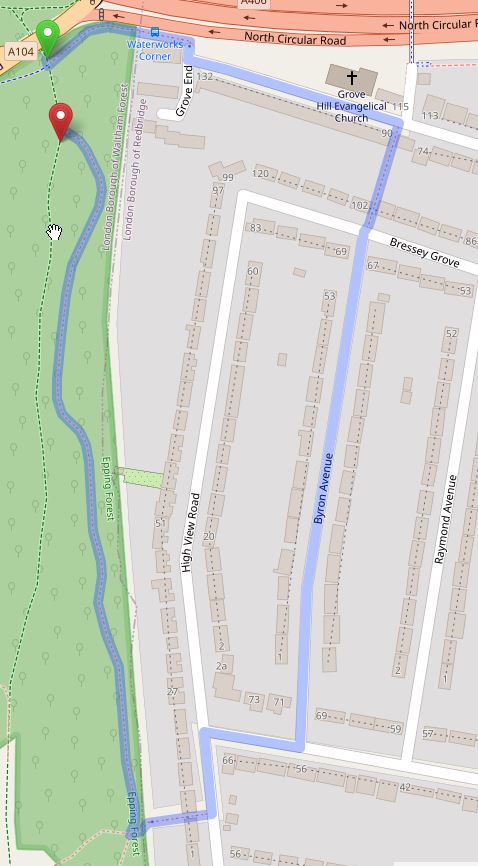 A406
North Circular Road
North Circular R
A104
Waterworks
Corner
132
Grove End
Grove
Hill Evangelical
Church
115
113
90
74
London Borough of Waltham Forest
London Borough of Redbridge
99
97
120
102
86
83
69
Bressey Grove
67
53
60
53
52
Epping Forest
Byron Avenue
High View Road
Raymond Avenue
51
20
2
2a
1
2
1
27
73
71
69
59
57
66
56
42
Epping Forest
1
56